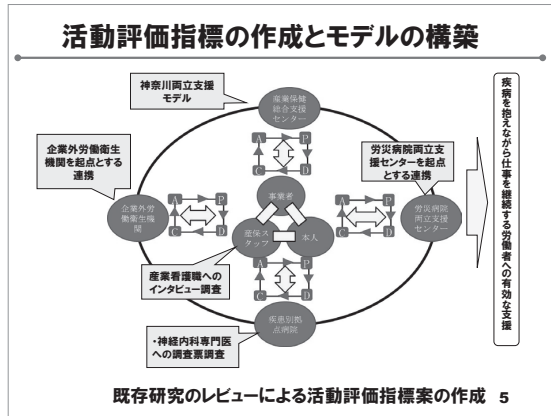 活動評価指標の作成とモデルの構築
神奈川両立支援
モデル
産業保健
総合支援
センター
企業外労働衛生
機関を起点とする
連携
労災病院両立支
援センターを起点
とする連携
A P
C D
事業者
企業外労
働衛生機
関
A P
C D
産保ス
タッフ
本人
A P
C D
労災病院
両立支援
センター
産業看護職への
インタビュー調査
A P
C D
・神経内科専門医
への調査票調査
疾患別拠
点病院
疾病を抱えながら仕事を継続する労働者への有効な支援
既存研究のレビューによる活動評価指標案の作成 5